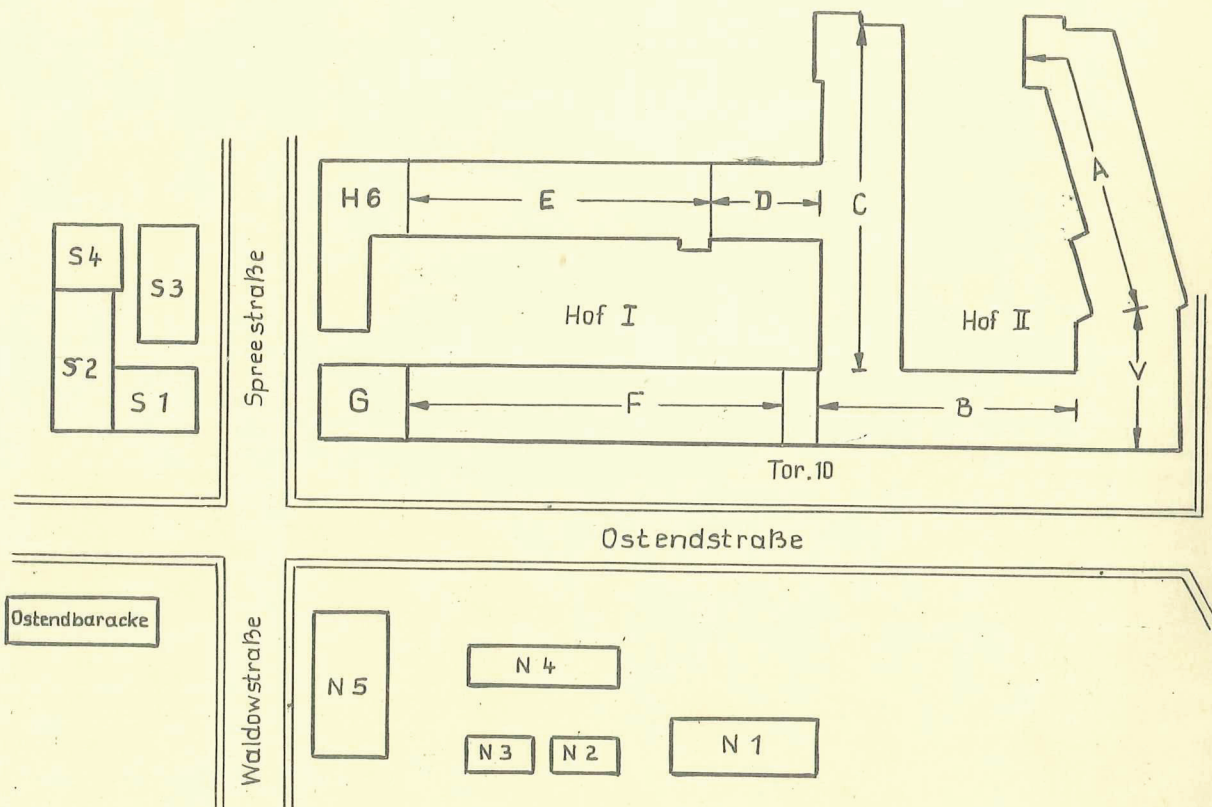 A
H6
E
D
C
S4
S3
Spreestraße
Hof I
Hof II
S2
S1
G
F
B
V
Tor.10
Ostendstraße
Ostendbaracke
Waldowstraße
N5
N4
N3
N2
N1